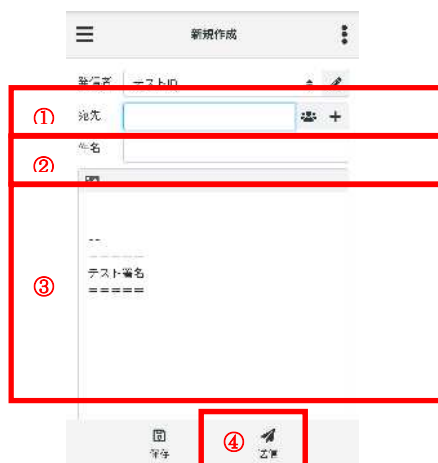 新規作成
発信者 テストID
① 宛先
② 件名
--
-----
③ テスト署名
=====
④
保存 送信